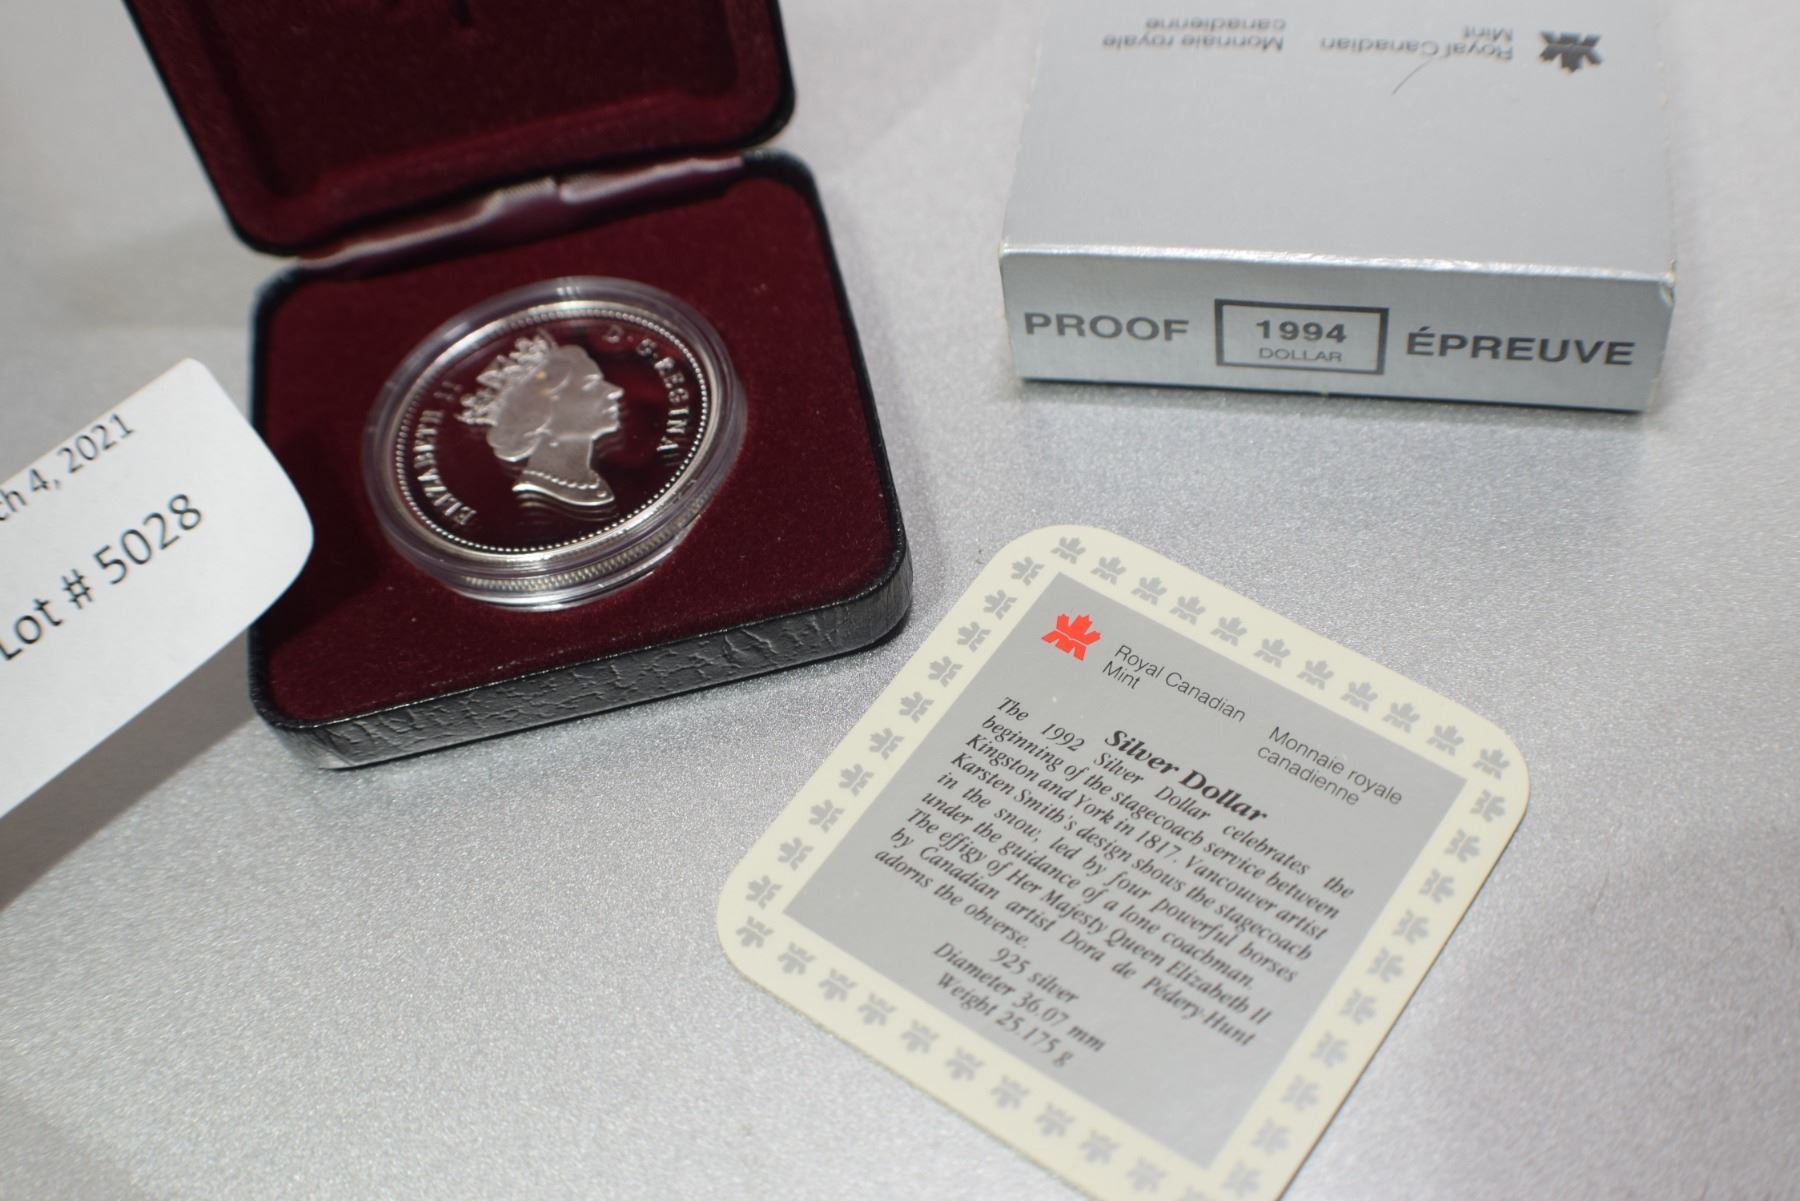 ch 4, 2021
Lot # 5028
ELIZABETH II D·G·REGINA
Royal Canadian
Mint
Monnaie royale
canadienne
PROOF 1994 ÉPREUVE
DOLLAR
Royal Canadian
Mint
Monnaie royale
canadienne
Silver Dollar
The 1992 Silver Dollar celebrates the
beginning of the stagecoach service between
Kingston and York in 1817. Vancouver artist
Karsten Smith's design shows the stagecoach
in the snow, led by four powerful horses
under the guidance of a lone coachman.
The effigy of Her Majesty Queen Elizabeth II
by Canadian artist Dora de Pédery-Hunt
adorns the obverse.
925 silver
Diameter 36.07 mm
Weight 25.175 g